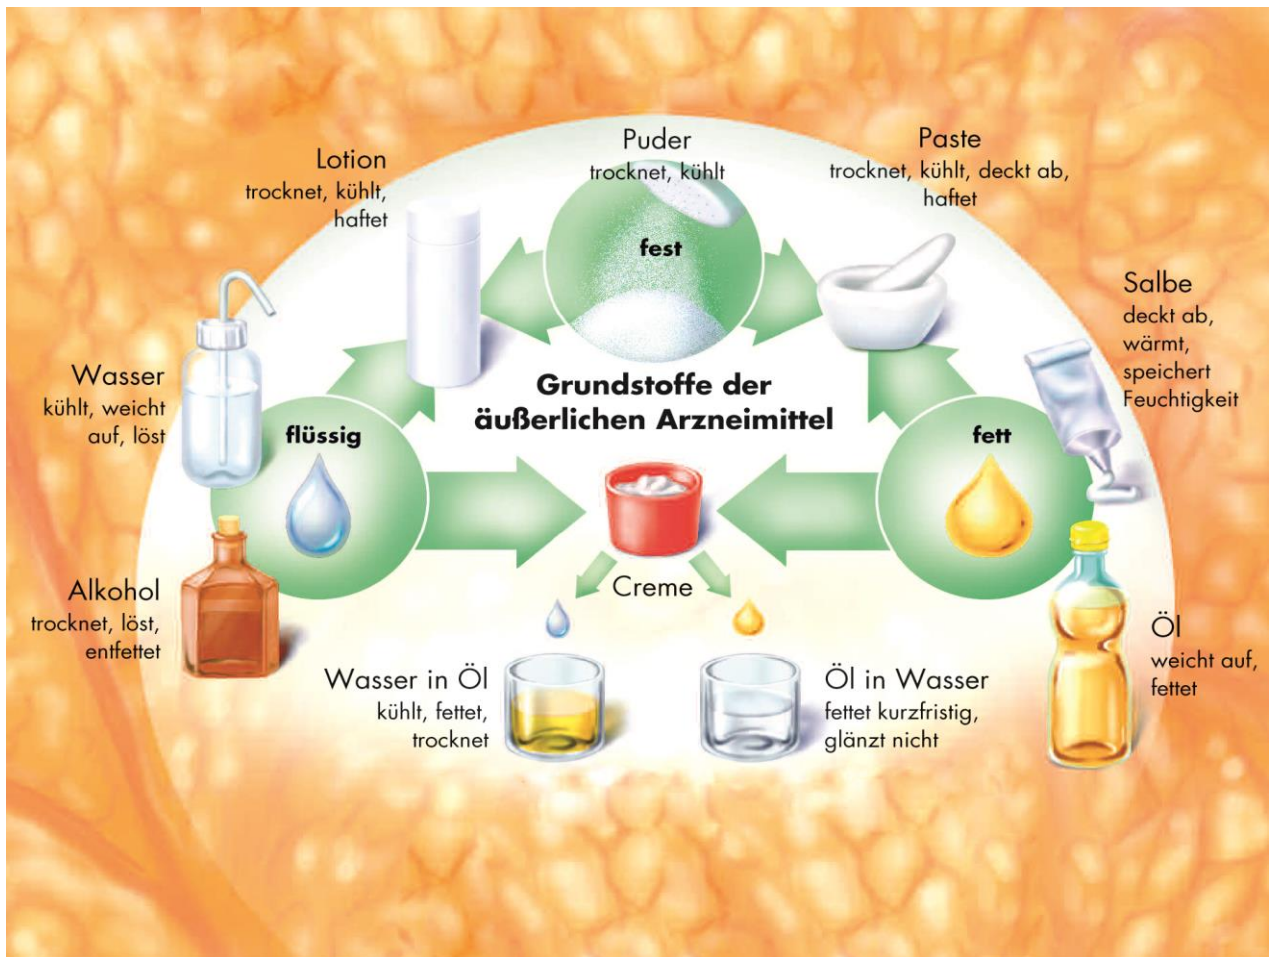 Puder
trocknet, kühlt
Paste
trocknet, kühlt, deckt ab,
haftet
Lotion
trocknet, kühlt,
haftet
fest
Salbe
deckt ab,
wärmt,
speichert
Feuchtigkeit
Wasser
kühlt, weicht
auf, löst
Grundstoffe der
äußerlichen Arzneimittel
flüssig
fett
Alkohol
trocknet, löst,
entfettet
Creme
Öl
weicht auf,
fettet
Wasser in Öl
kühlt, fettet,
trocknet
Öl in Wasser
fettet kurzfristig,
glänzt nicht